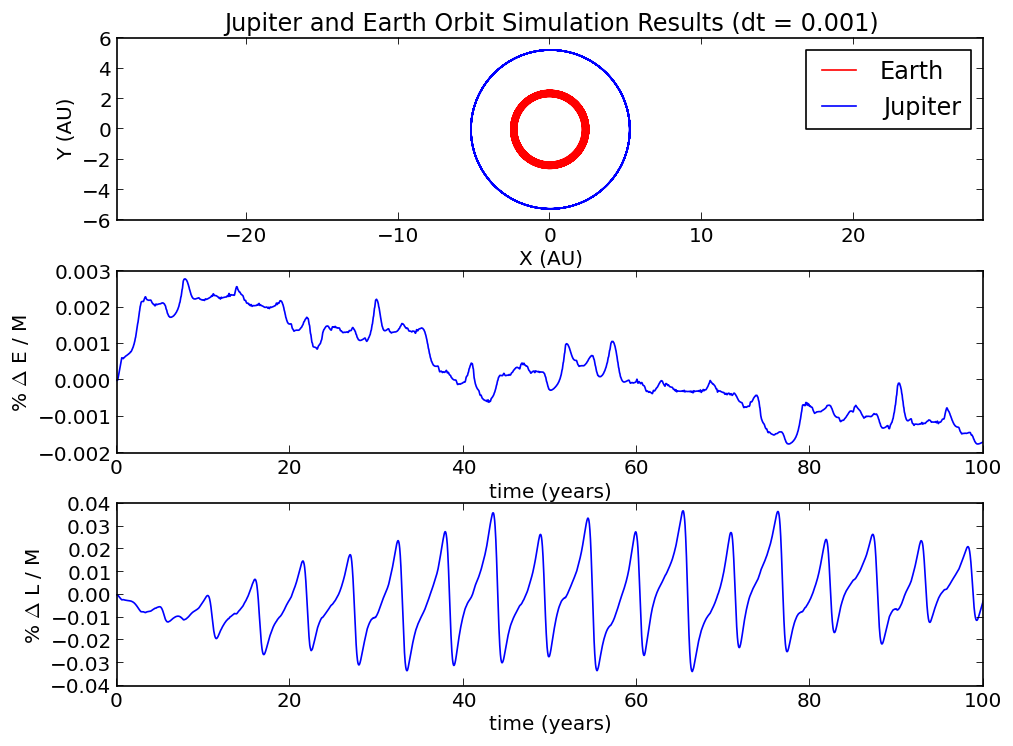 Jupiter and Earth Orbit Simulation Results (dt = 0.001)
6
4
2
0
−2
−4
−6
Y (AU)
Earth
Jupiter
−20 −10 0 10 20
X (AU)
0.003
0.002
0.001
0.000
−0.001
−0.002
% Δ E / M
0 20 40 60 80 100
time (years)
0.04
0.03
0.02
0.01
0.00
−0.01
−0.02
−0.03
−0.04
% Δ L / M
0 20 40 60 80 100
time (years)